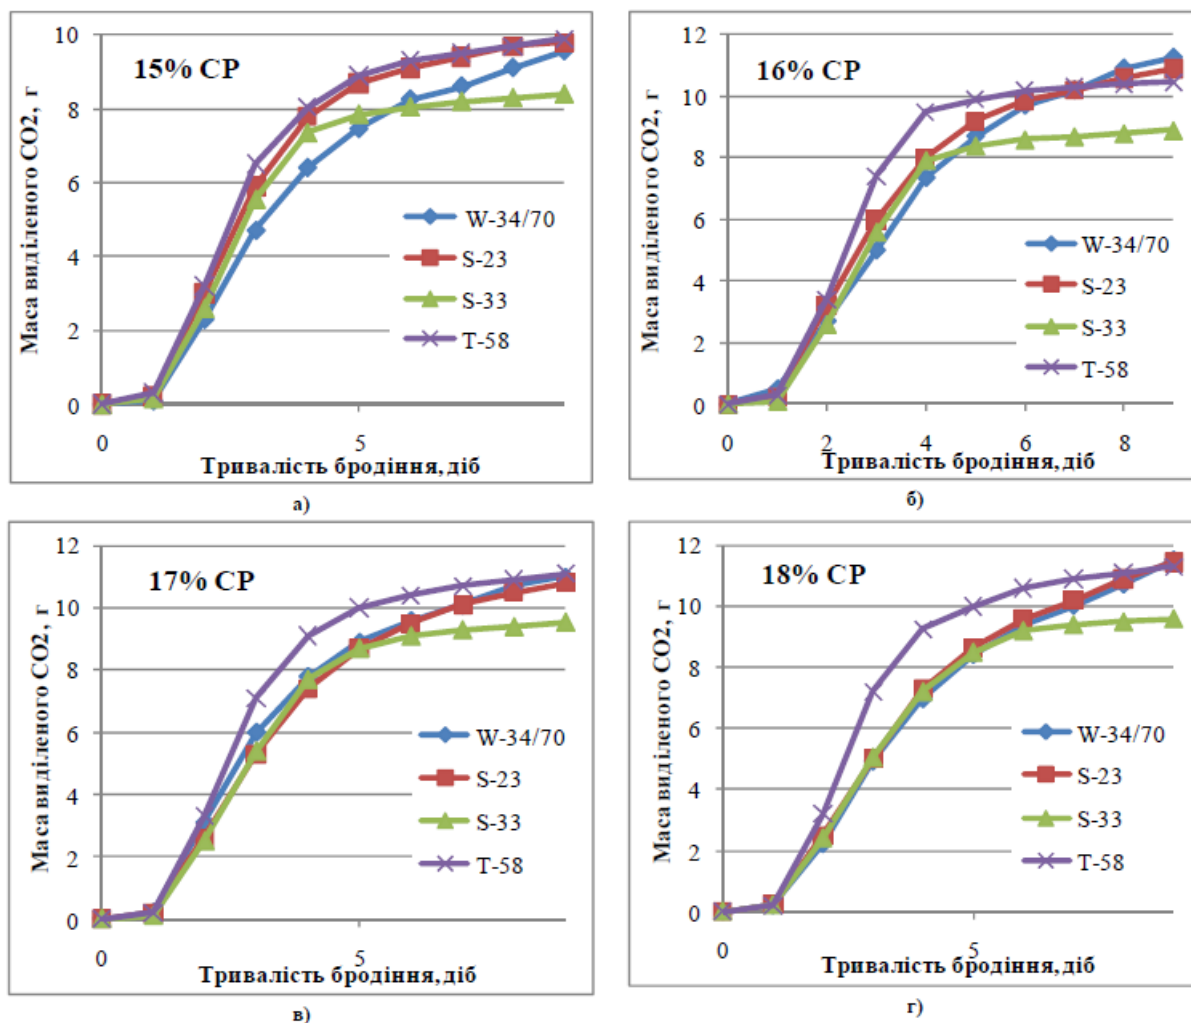 15% СР
Маса виділеного СО2, г
10
8
6
4
2
0
0
5
W-34/70
S-23
S-33
T-58
Тривалість бродіння, діб
а)
16% СР
Маса виділеного СО2, г
12
10
8
6
4
2
0
0
2
4
6
8
W-34/70
S-23
S-33
T-58
Тривалість бродіння, діб
б)
17% СР
Маса виділеного СО2, г
12
10
8
6
4
2
0
0
5
W-34/70
S-23
S-33
T-58
Тривалість бродіння, діб
в)
18% СР
Маса виділеного СО2, г
12
10
8
6
4
2
0
0
5
W-34/70
S-23
S-33
T-58
Тривалість бродіння, діб
г)